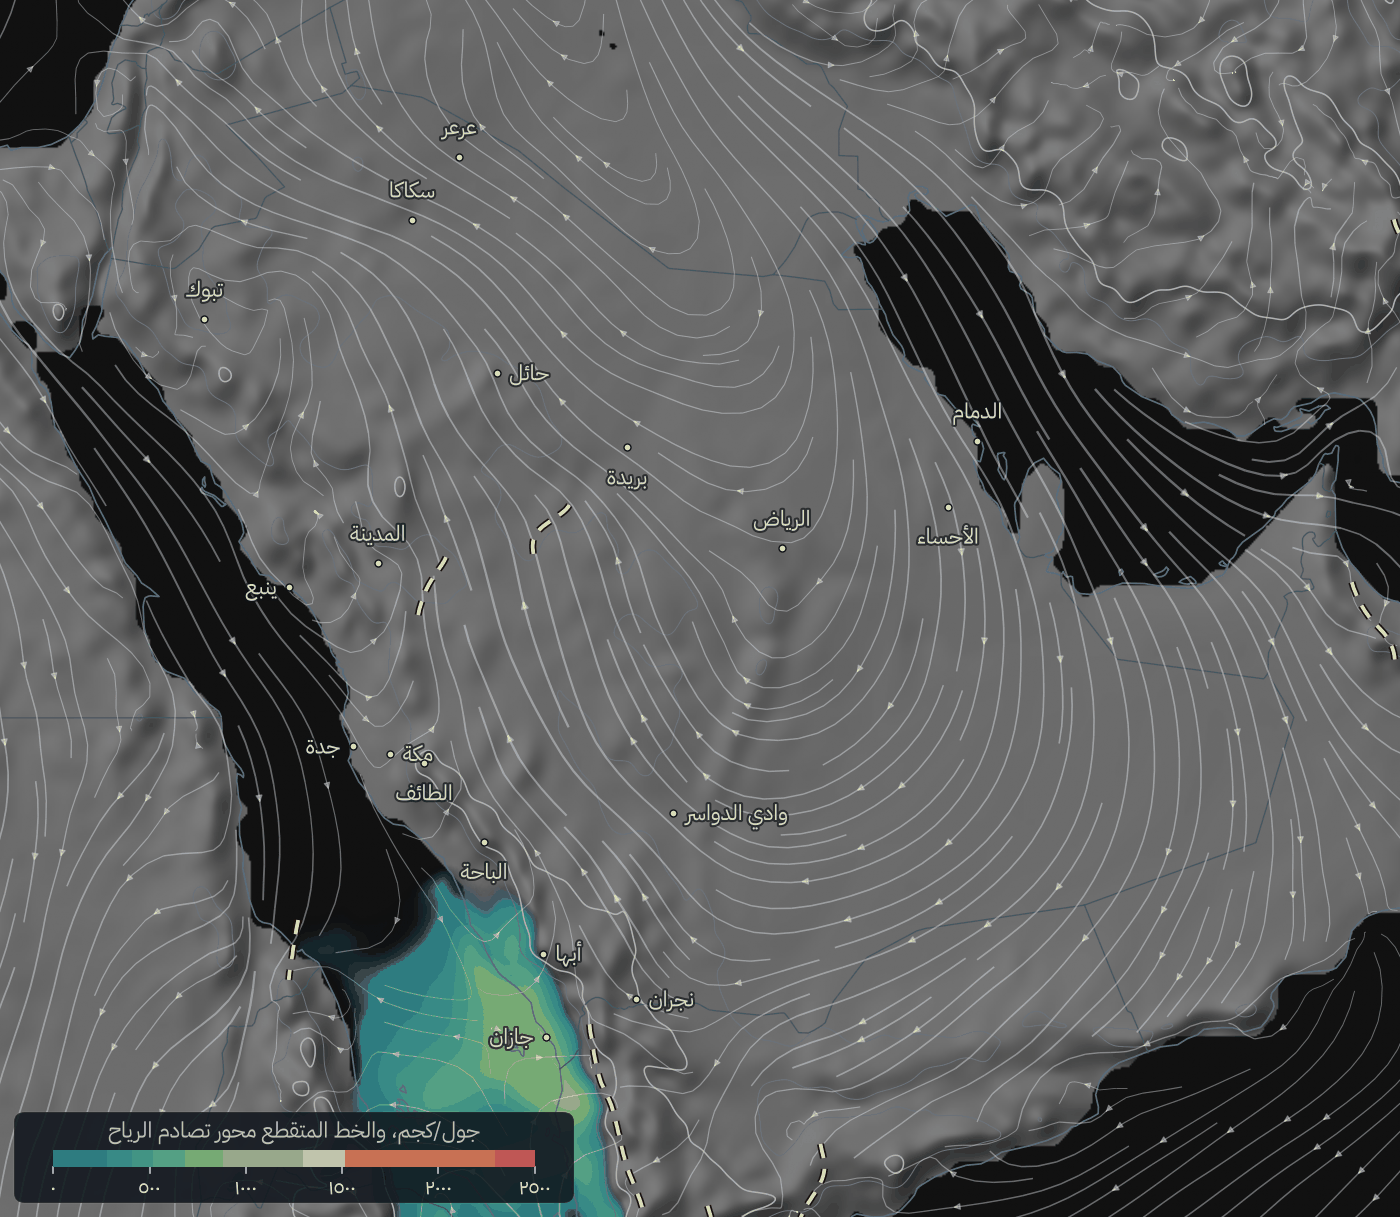 عرعر
سكاكا
تبوك
حائل
الدمام
بريدة
الرياض
الأحساء
المدينة
ينبع
جدة
مكة
الطائف
وادي الدواسر
الباحة
أبها
نجران
جازان
جول/كجم، والخط المتقطع محور تصادم الرياح
٠ ٥٠٠ ١٠٠٠ ١٥٠٠ ٢٠٠٠ ٢٥٠٠